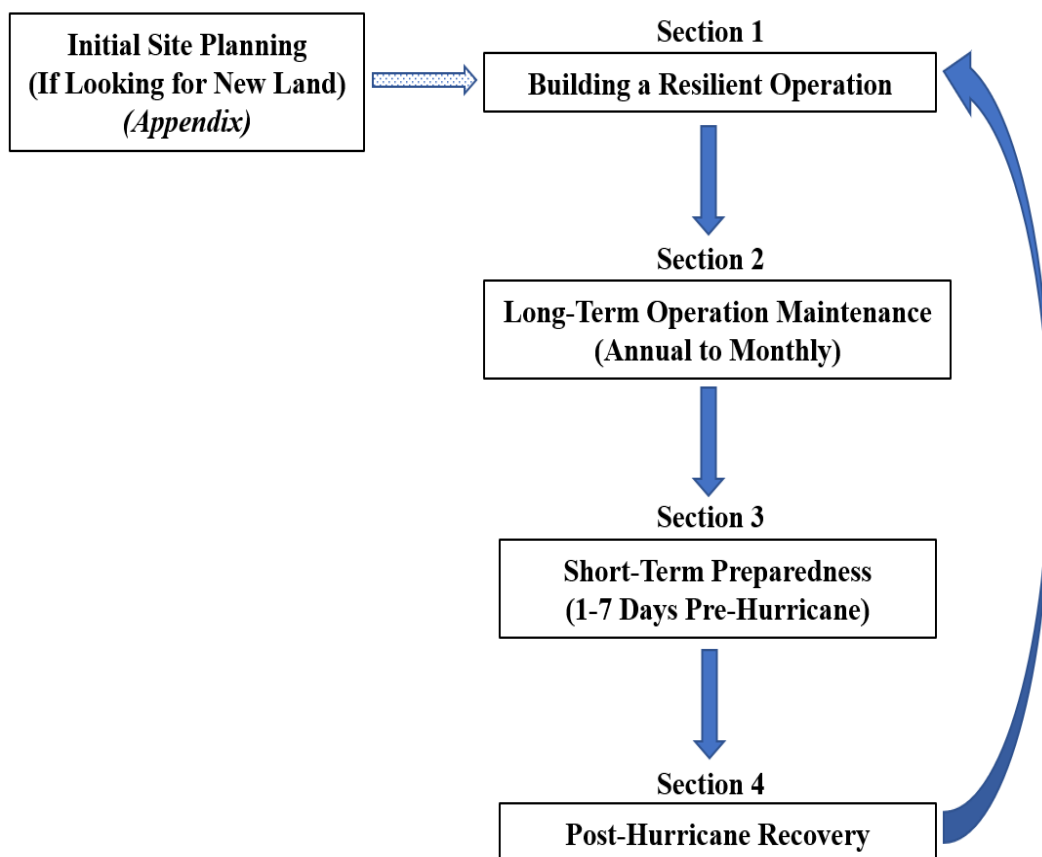 Initial Site Planning
(If Looking for New Land)
(Appendix)
Section 1
Building a Resilient Operation
Section 2
Long-Term Operation Maintenance
(Annual to Monthly)
Section 3
Short-Term Preparedness
(1-7 Days Pre-Hurricane)
Section 4
Post-Hurricane Recovery